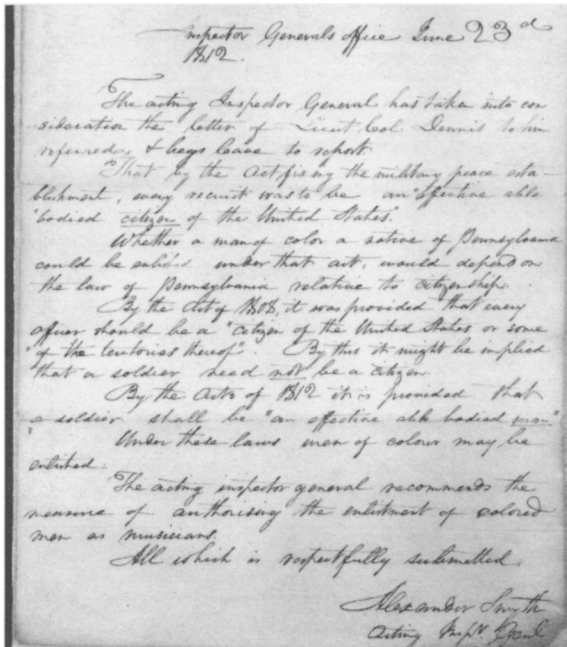 Inspector Generals office June 23d
1812.
The acting Inspector General has taken into con
sideration the letter of Lieut. Col. Dennis to him
referred, & begs leave to report
That by the Act fixing the military peace esta-
blishment, every recruit was to be an "effective able
"bodied citizen of the United States."
Whether a man of color a native of Pennsylvania
could be enlisted under that act, would depend on
the law of Pennsylvania relative to citizenship.
By the Act of 1808, it was provided that every
officer should be a "citizen of the United States or some
"of the territories thereof". By this it might be implied
that a soldier need not be a citizen.
By the Acts of 1812 it is provided that
a soldier shall be "an effective able bodied man"
Under these laws men of colour may be
enlisted.
The acting inspector general recommends the
measure of authorising the enlistment of colored
men as musicians.
All which is respectfully submitted.
Alexander Smyth
Acting Inspr. Genl